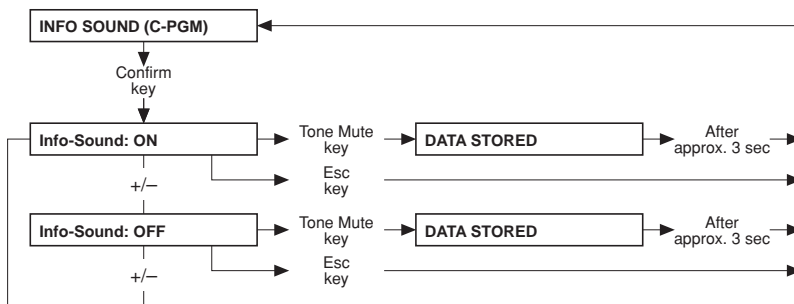 INFO SOUND (C-PGM)
Confirm
key
Info-Sound: ON
Tone Mute
key
DATA STORED
After
approx. 3 sec
+/–
Esc
key
Info-Sound: OFF
Tone Mute
key
DATA STORED
After
approx. 3 sec
+/–
Esc
key